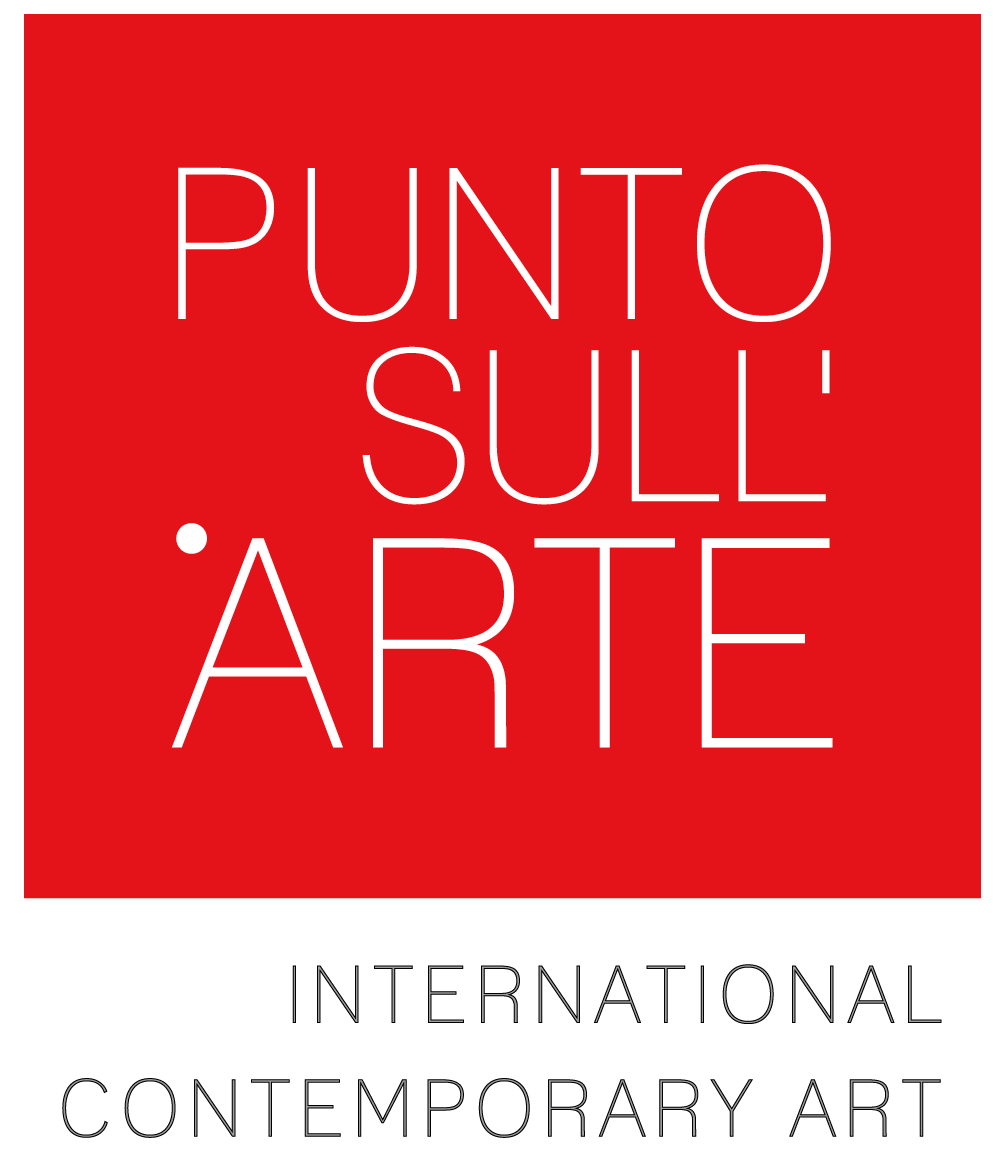 PUNTO
SULL'
ARTE
INTERNATIONAL
CONTEMPORARY ART